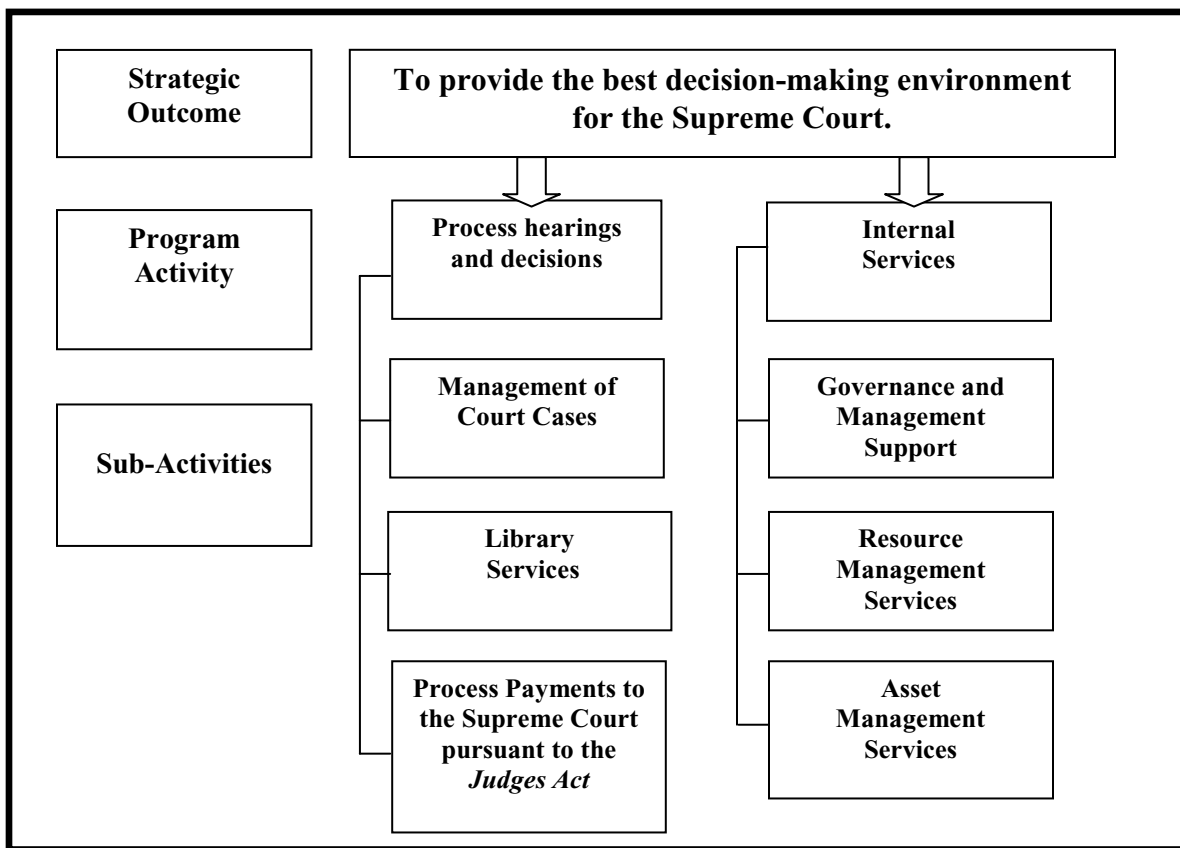 Strategic
Outcome
To provide the best decision-making environment
for the Supreme Court.
Program
Activity
Process hearings
and decisions
Internal
Services
Sub-Activities
Management of
Court Cases
Governance and
Management
Support
Library
Services
Resource
Management
Services
Process Payments to
the Supreme Court
pursuant to the
Judges Act
Asset
Management
Services